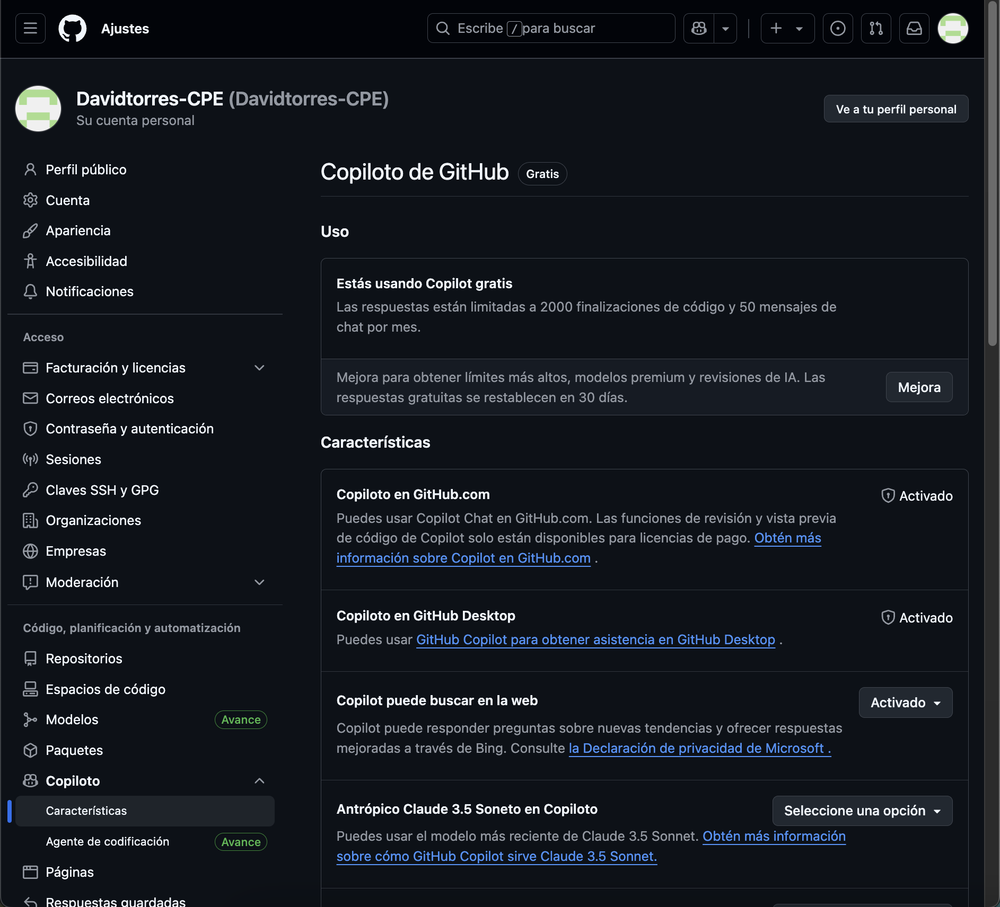 Ajustes
Escribe / para buscar
Davidtorres-CPE (Davidtorres-CPE)
Su cuenta personal
Ve a tu perfil personal
Perfil público
Cuenta
Apariencia
Accesibilidad
Notificaciones
Acceso
Facturación y licencias
Correos electrónicos
Contraseña y autenticación
Sesiones
Claves SSH y GPG
Organizaciones
Empresas
Moderación
Código, planificación y automatización
Repositorios
Espacios de código
Modelos Avance
Paquetes
Copiloto
Características
Agente de codificación Avance
Páginas
Respuestas guardadas
Copiloto de GitHub Gratis
Uso
Estás usando Copilot gratis
Las respuestas están limitadas a 2000 finalizaciones de código y 50 mensajes de
chat por mes.
Mejora para obtener límites más altos, modelos premium y revisiones de IA. Las
respuestas gratuitas se restablecen en 30 días.
Mejora
Características
Copiloto en GitHub.com
Activado
Puedes usar Copilot Chat en GitHub.com. Las funciones de revisión y vista previa
de código de Copilot solo están disponibles para licencias de pago. Obtén más
información sobre Copilot en GitHub.com .
Copiloto en GitHub Desktop
Activado
Puedes usar GitHub Copilot para obtener asistencia en GitHub Desktop .
Copilot puede buscar en la web
Activado
Copilot puede responder preguntas sobre nuevas tendencias y ofrecer respuestas
mejoradas a través de Bing. Consulte la Declaración de privacidad de Microsoft .
Antrópico Claude 3.5 Soneto en Copiloto
Seleccione una opción
Puedes usar el modelo más reciente de Claude 3.5 Sonnet. Obtén más información
sobre cómo GitHub Copilot sirve Claude 3.5 Sonnet.